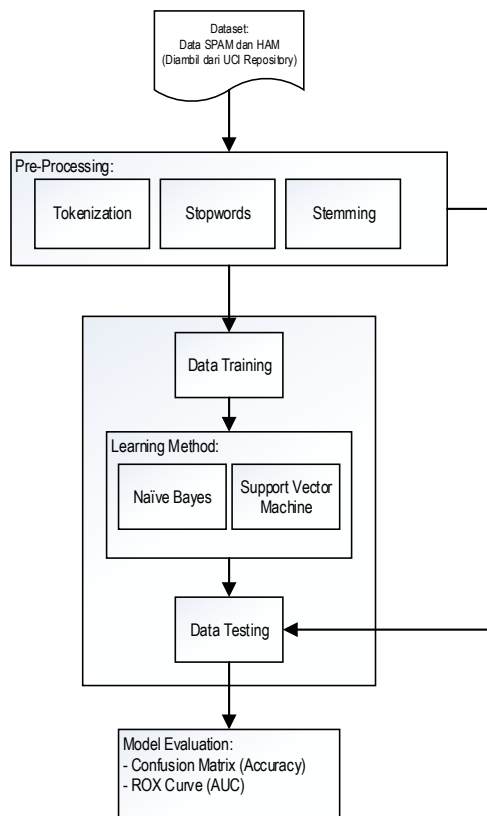 Dataset:
Data SPAM dan HAM
(Diambil dari UCI Repository)
Pre-Processing:
Tokenization
Stopwords
Stemming
Data Training
Learning Method:
Naïve Bayes
Support Vector
Machine
Data Testing
Model Evaluation:
- Confusion Matrix (Accuracy)
- ROX Curve (AUC)